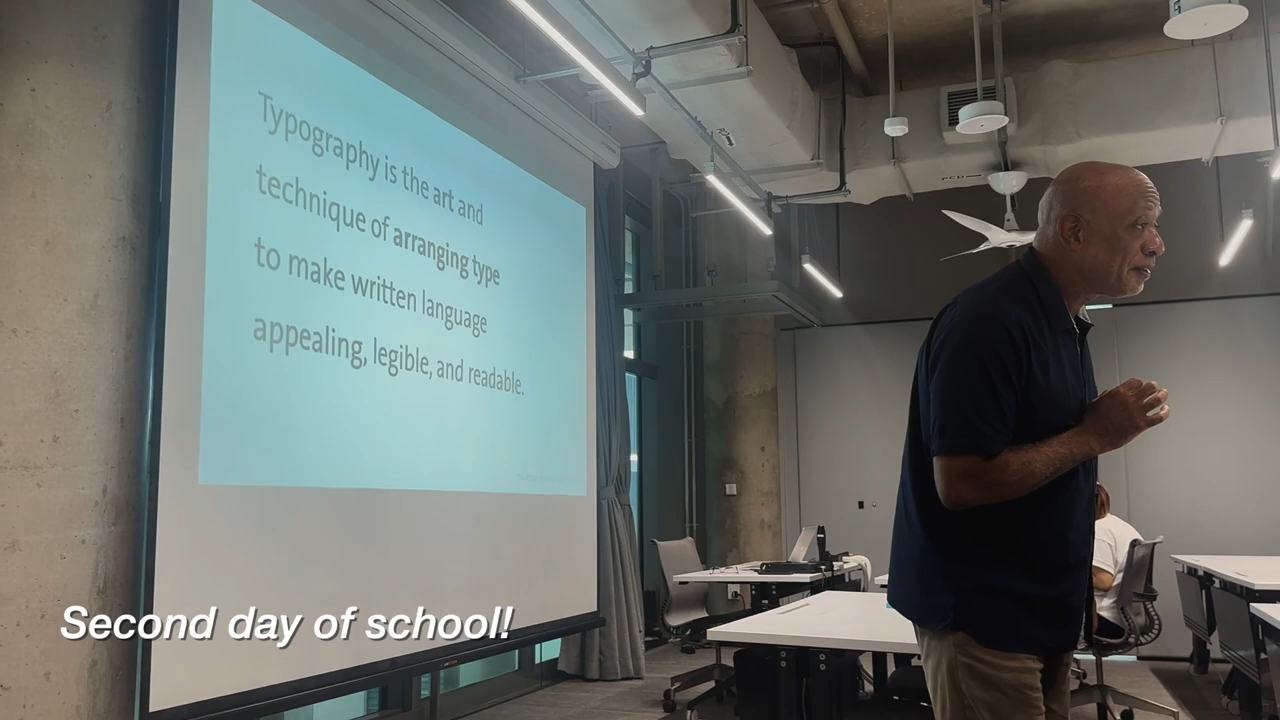 Typography is the art and
technique of arranging type
to make written language
appealing, legible, and readable.
Second day of school!